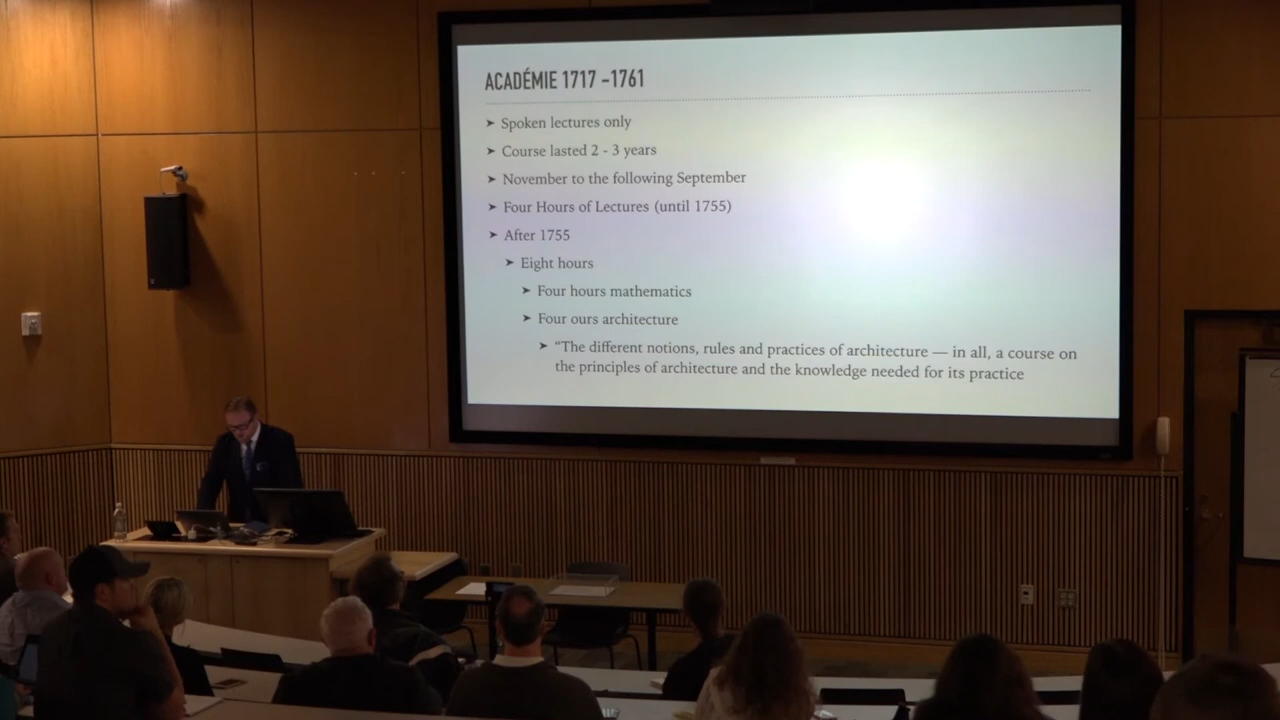 ACADÉMIE 1717 –1761
➤ Spoken lectures only
➤ Course lasted 2 - 3 years
➤ November to the following September
➤ Four Hours of Lectures (until 1755)
➤ After 1755
➤ Eight hours
➤ Four hours mathematics
➤ Four ours architecture
➤ “The different notions, rules and practices of architecture — in all, a course on
the principles of architecture and the knowledge needed for its practice